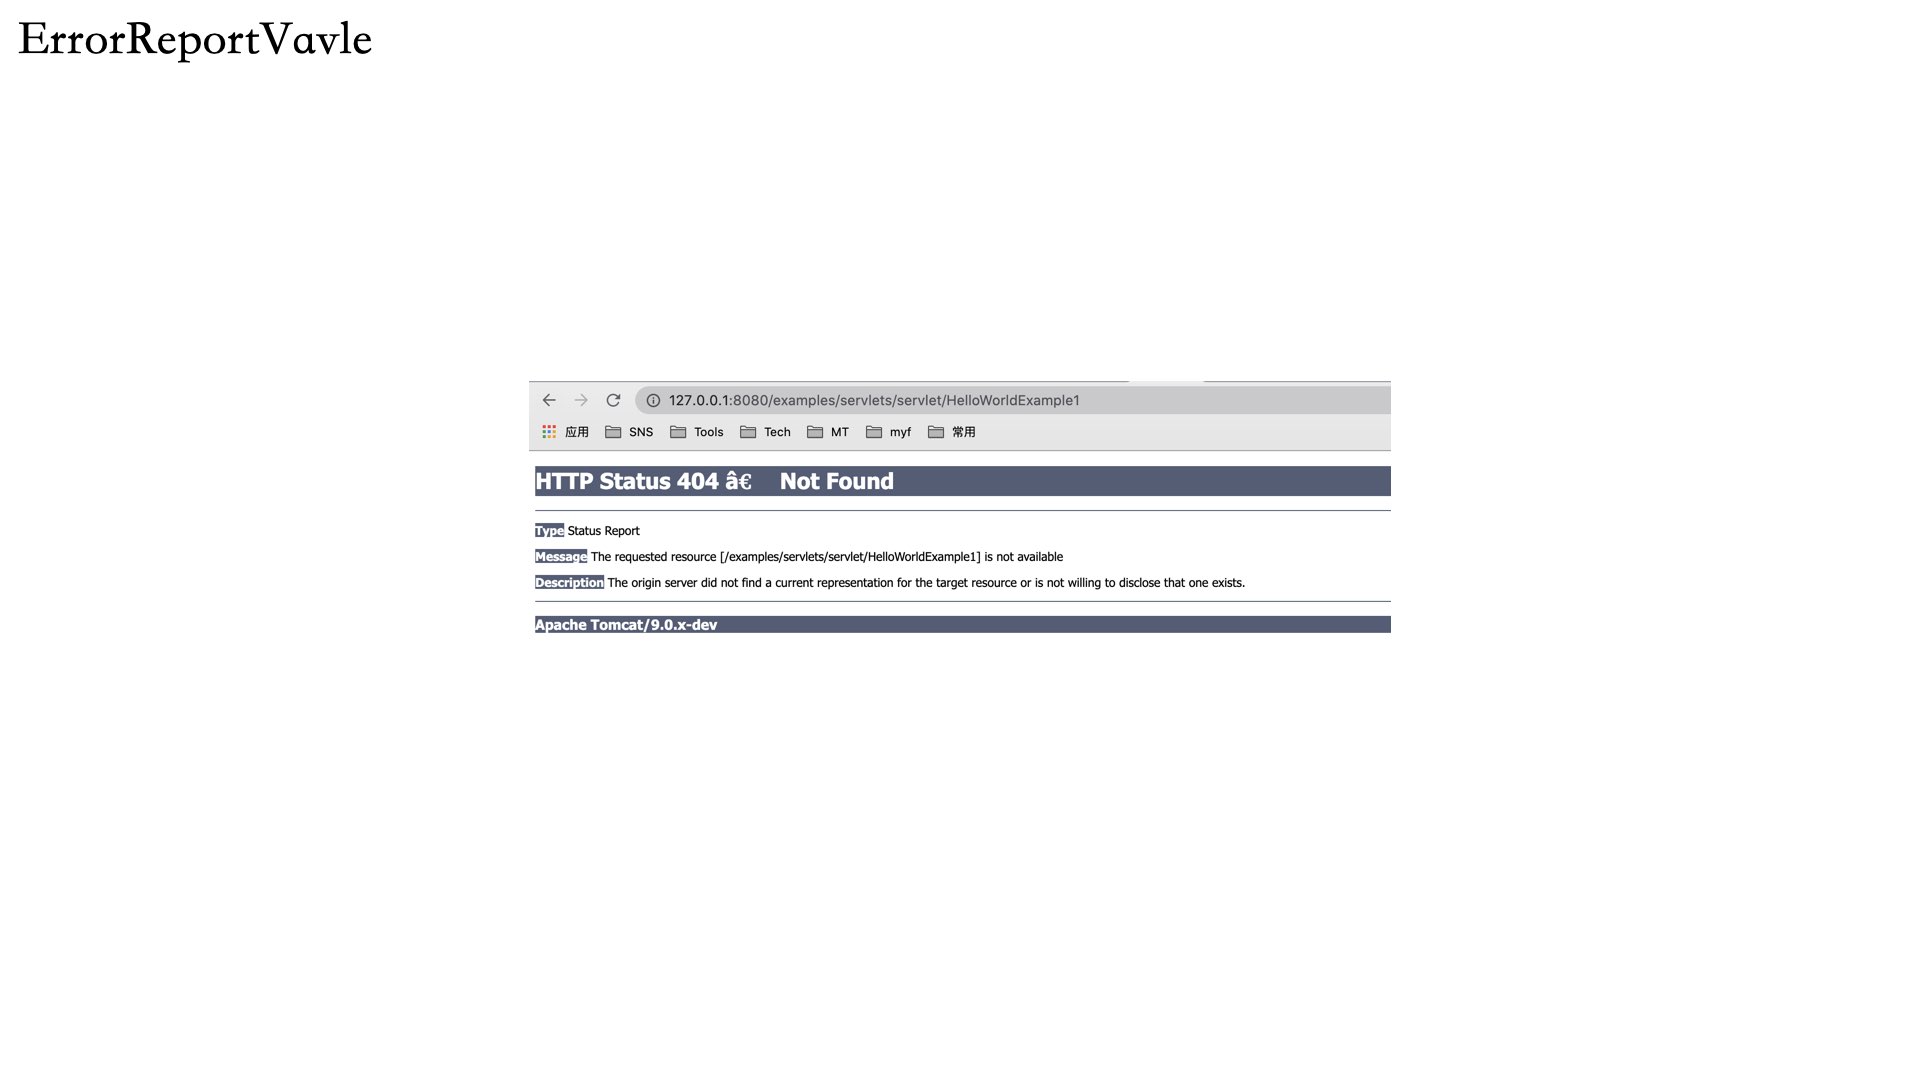 ErrorReportVavle
127.0.0.1:8080/examples/servlets/servlet/HelloWorldExample1
应用 SNS Tools Tech MT myf 常用
HTTP Status 404 â€ Not Found
Type Status Report
Message The requested resource [/examples/servlets/servlet/HelloWorldExample1] is not available
Description The origin server did not find a current representation for the target resource or is not willing to disclose that one exists.
Apache Tomcat/9.0.x-dev